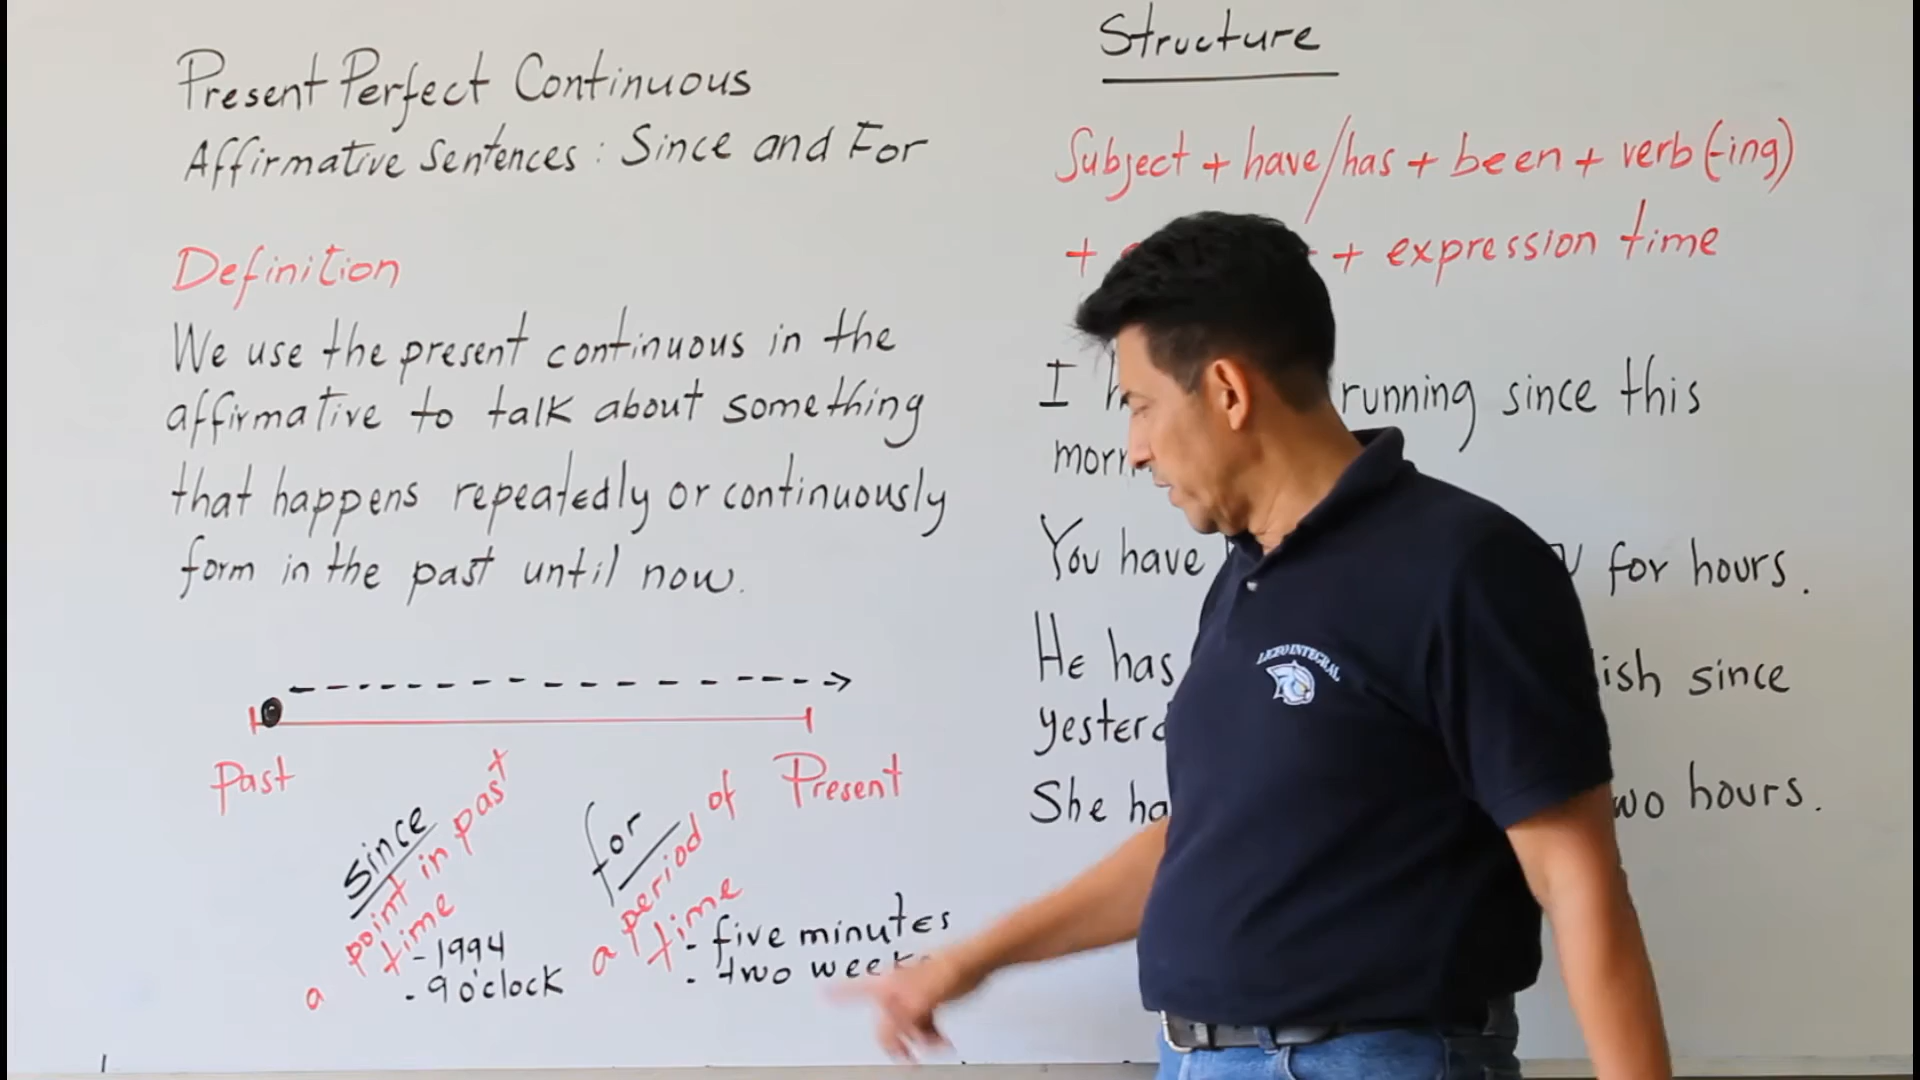 Present Perfect Continuous
Affirmative Sentences : Since and For
Definition
We use the present continuous in the
affirmative to talk about something
that happens repeatedly or continuously
form in the past until now.
Past
Present
since
a point in past
time
- 1994
- 9 o'clock
for
a period of
time
- five minutes
- two
Structure
Subject + have/has + been + verb (-ing)
+ + expression time
I running since this
You have for hours.
He has since
She hours.
INTEGRAL